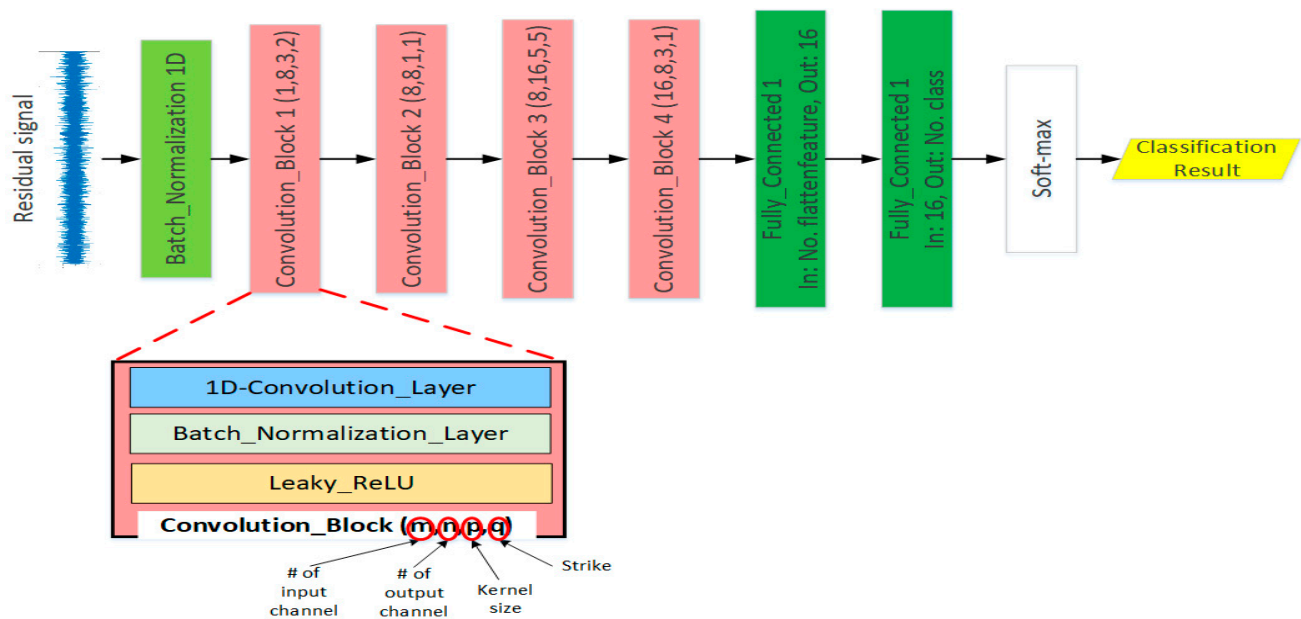 Residual signal
Batch_Normalization 1D
Convolution_Block 1 (1,8,3,2)
Convolution_Block 2 (8,8,1,1)
Convolution_Block 3 (8,16,5,5)
Convolution_Block 4 (16,8,3,1)
Fully_Connected 1
In: No. flattenfeature, Out: 16
Fully_Connected 1
In: 16, Out: No. class
Soft-max
Classification
Result
1D-Convolution_Layer
Batch_Normalization_Layer
Leaky_ReLU
Convolution_Block (m,n,p,q)
# of
input
channel
# of
output
channel
Kernel
size
Strike